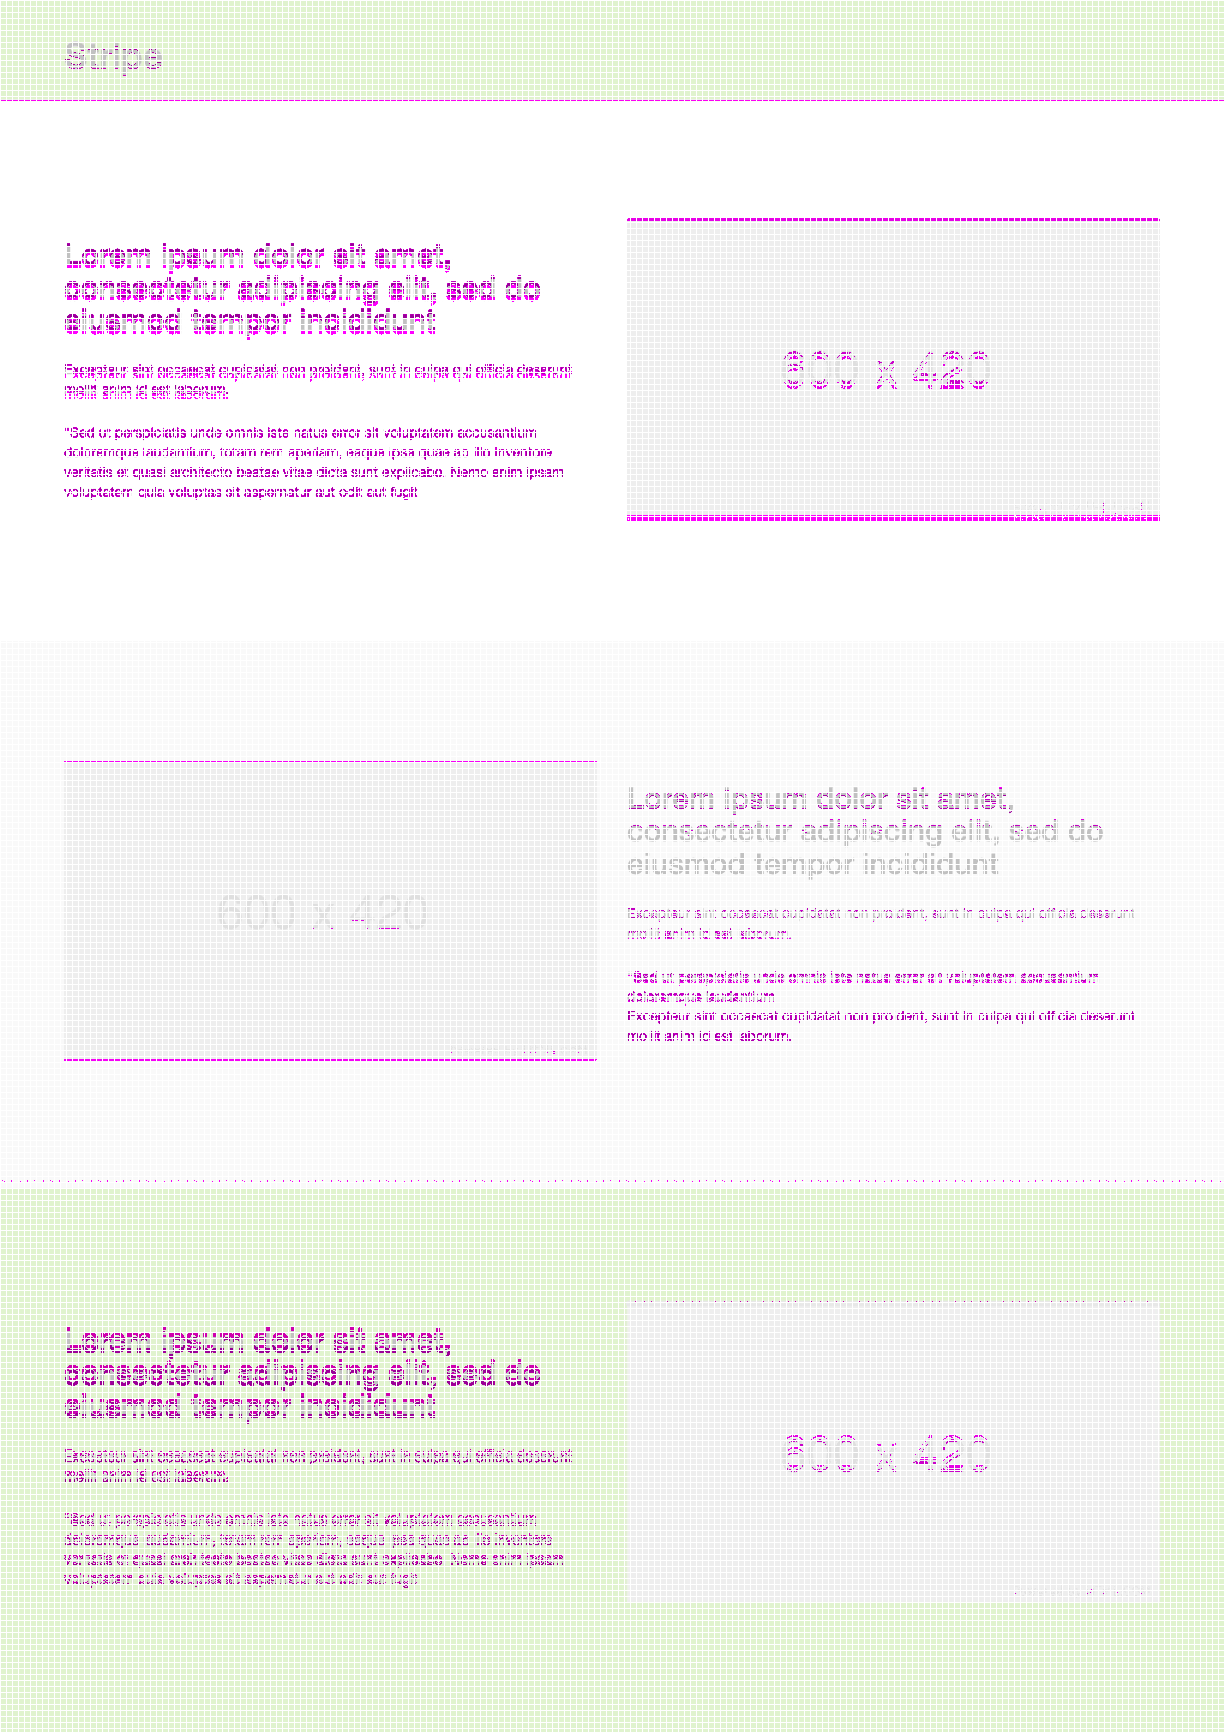 Stripe
Lorem ipsum dolor sit amet,
consectetur adipiscing elit, sed do
eiusmod tempor incididunt
Excepteur sint occaecat cupidatat non proident, sunt in culpa qui officia deserunt
mollit anim id est laborum.
"Sed ut perspiciatis unde omnis iste natus error sit voluptatem accusantium
doloremque laudantium, totam rem aperiam, eaque ipsa quae ab illo inventore
veritatis et quasi architecto beatae vitae dicta sunt explicabo. Nemo enim ipsam
voluptatem quia voluptas sit aspernatur aut odit aut fugit
600 x 420
600 x 420
Lorem ipsum dolor sit amet,
consectetur adipiscing elit, sed do
eiusmod tempor incididunt
Excepteur sint occaecat cupidatat non proident, sunt in culpa qui officia deserunt
mollit anim id est laborum.
"Sed ut perspiciatis unde omnis iste natus error sit voluptatem accusantium
doloremque laudantium
Excepteur sint occaecat cupidatat non proident, sunt in culpa qui officia deserunt
mollit anim id est laborum.
Lorem ipsum dolor sit amet,
consectetur adipiscing elit, sed do
eiusmod tempor incididunt
Excepteur sint occaecat cupidatat non proident, sunt in culpa qui officia deserunt
mollit anim id est laborum.
"Sed ut perspiciatis unde omnis iste natus error sit voluptatem accusantium
doloremque laudantium, totam rem aperiam, eaque ipsa quae ab illo inventore
veritatis et quasi architecto beatae vitae dicta sunt explicabo. Nemo enim ipsam
voluptatem quia voluptas sit aspernatur aut odit aut fugit
600 x 420